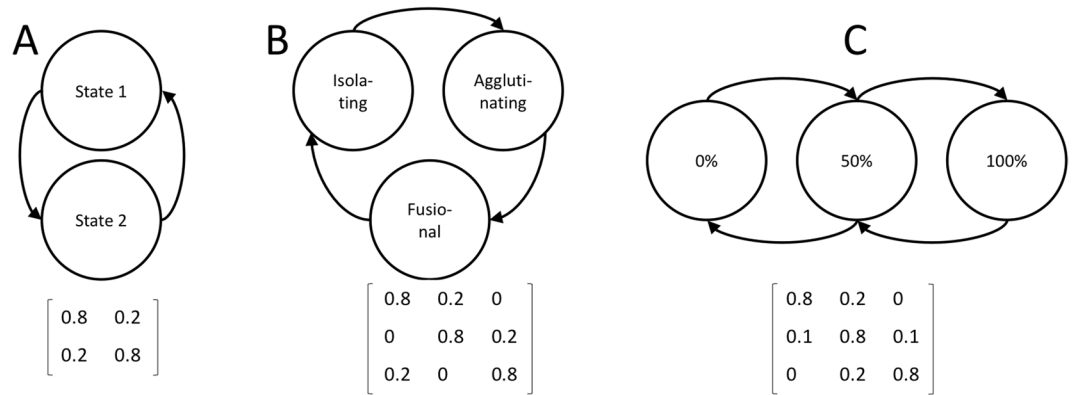 A
State 1
State 2
0.8 0.2
0.2 0.8
B
Isola-
ting
Aggluti-
nating
Fusio-
nal
0.8 0.2 0
0 0.8 0.2
0.2 0 0.8
C
0%
50%
100%
0.8 0.2 0
0.1 0.8 0.1
0 0.2 0.8